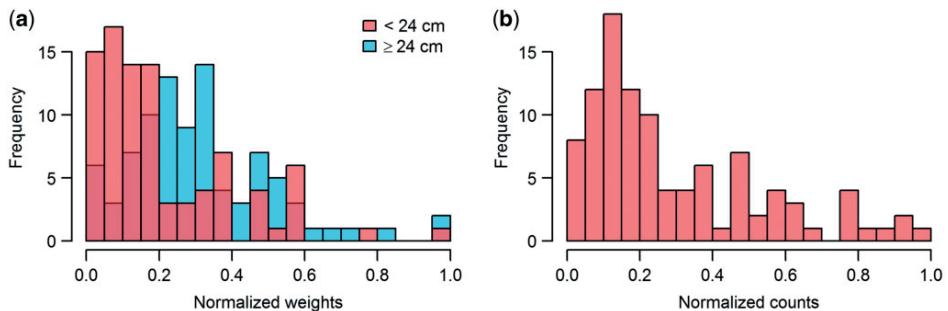 (a)
< 24 cm
≥ 24 cm
Frequency
15
10
5
0
0.0 0.2 0.4 0.6 0.8 1.0
Normalized weights
(b)
Frequency
15
10
5
0
0.0 0.2 0.4 0.6 0.8 1.0
Normalized counts